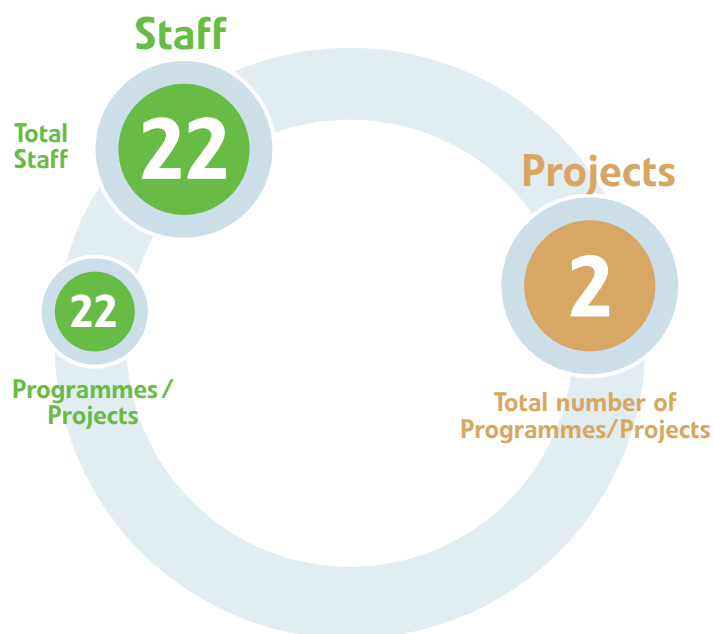 Staff
Total
Staff
22
22
Programmes/
Projects
Projects
2
Total number of
Programmes/Projects